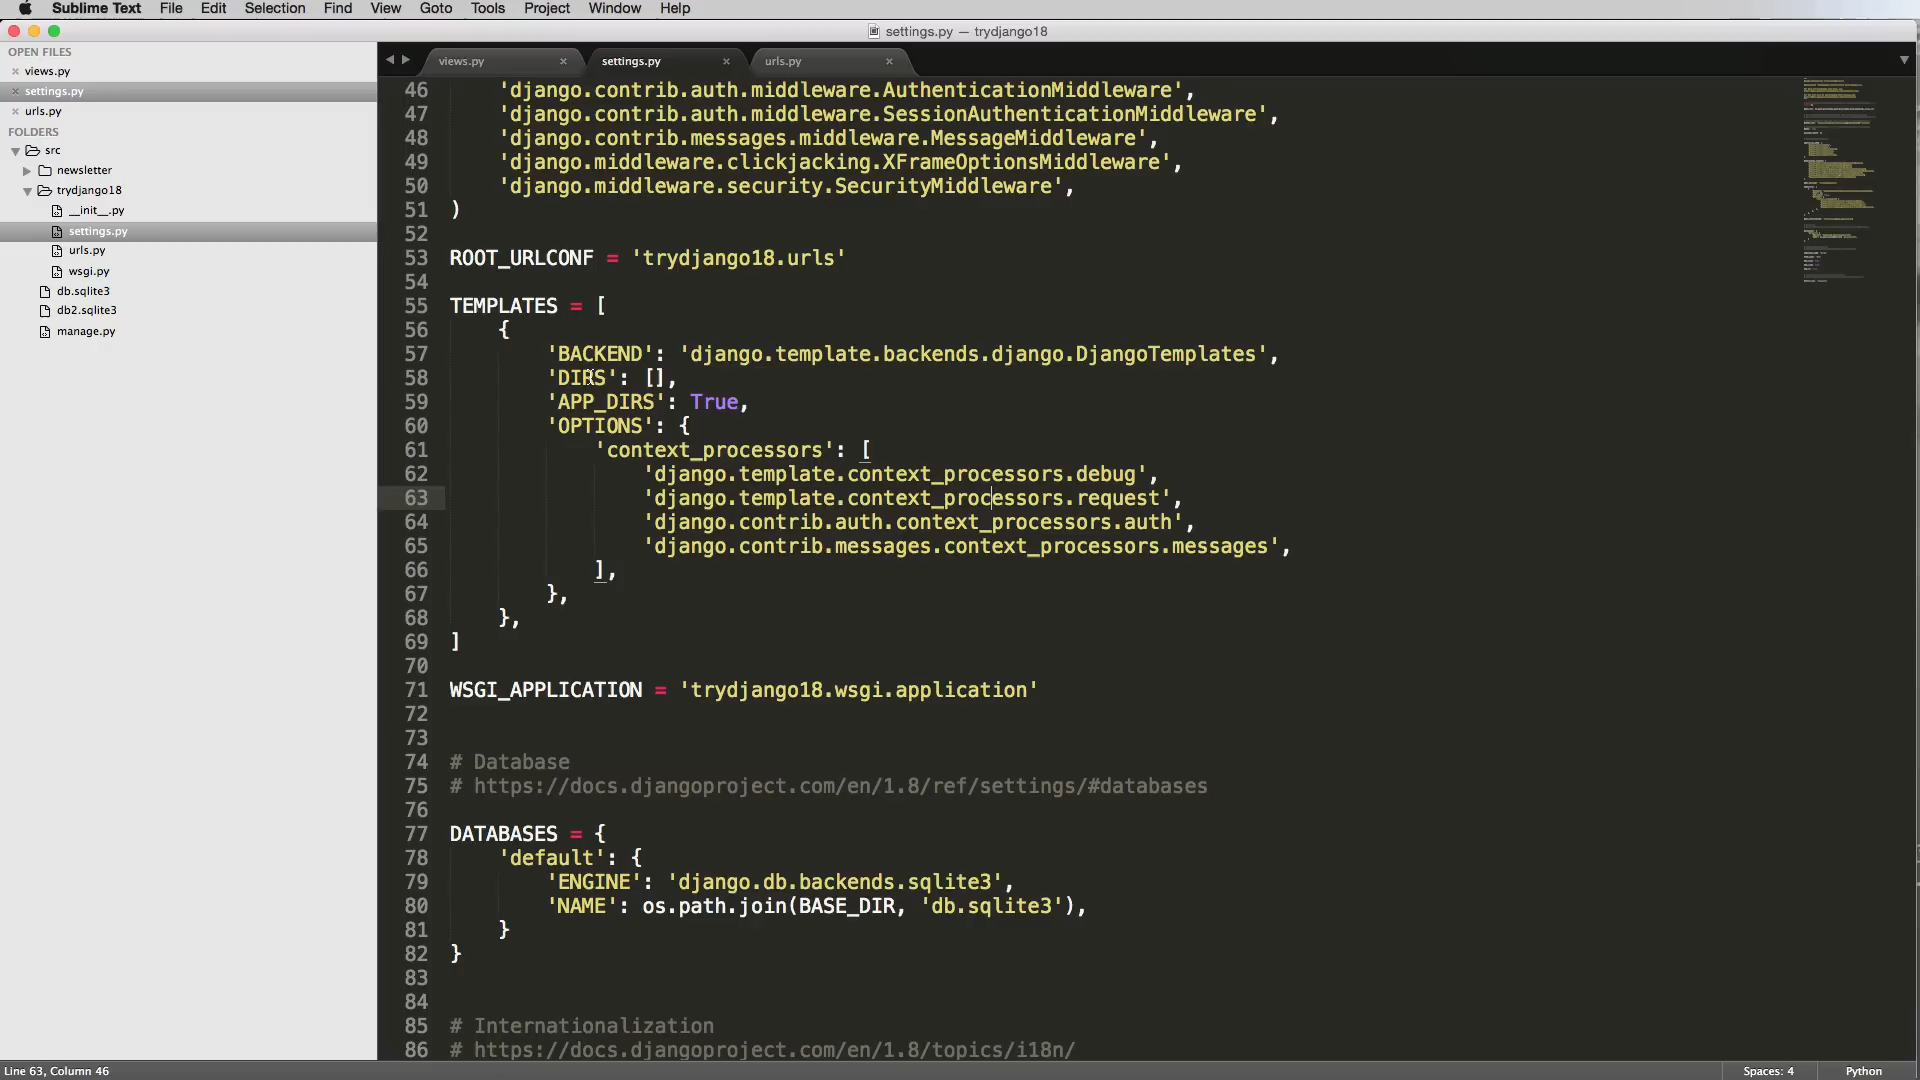 Sublime Text File Edit Selection Find View Goto Tools Project Window Help
settings.py — trydjango18
OPEN FILES
views.py
settings.py
urls.py
FOLDERS
src
newsletter
trydjango18
__init__.py
settings.py
urls.py
wsgi.py
db.sqlite3
db2.sqlite3
manage.py
views.py settings.py urls.py
46 'django.contrib.auth.middleware.AuthenticationMiddleware',
47 'django.contrib.auth.middleware.SessionAuthenticationMiddleware',
48 'django.contrib.messages.middleware.MessageMiddleware',
49 'django.middleware.clickjacking.XFrameOptionsMiddleware',
50 'django.middleware.security.SecurityMiddleware',
51 )
52
53 ROOT_URLCONF = 'trydjango18.urls'
54
55 TEMPLATES = [
56 {
57 'BACKEND': 'django.template.backends.django.DjangoTemplates',
58 'DIRS': [],
59 'APP_DIRS': True,
60 'OPTIONS': {
61 'context_processors': [
62 'django.template.context_processors.debug',
63 'django.template.context_processors.request',
64 'django.contrib.auth.context_processors.auth',
65 'django.contrib.messages.context_processors.messages',
66 ],
67 },
68 },
69 ]
70
71 WSGI_APPLICATION = 'trydjango18.wsgi.application'
72
73
74 # Database
75 # https://docs.djangoproject.com/en/1.8/ref/settings/#databases
76
77 DATABASES = {
78 'default': {
79 'ENGINE': 'django.db.backends.sqlite3',
80 'NAME': os.path.join(BASE_DIR, 'db.sqlite3'),
81 }
82 }
83
84
85 # Internationalization
86 # https://docs.djangoproject.com/en/1.8/topics/i18n/
Line 63, Column 46 Spaces: 4 Python